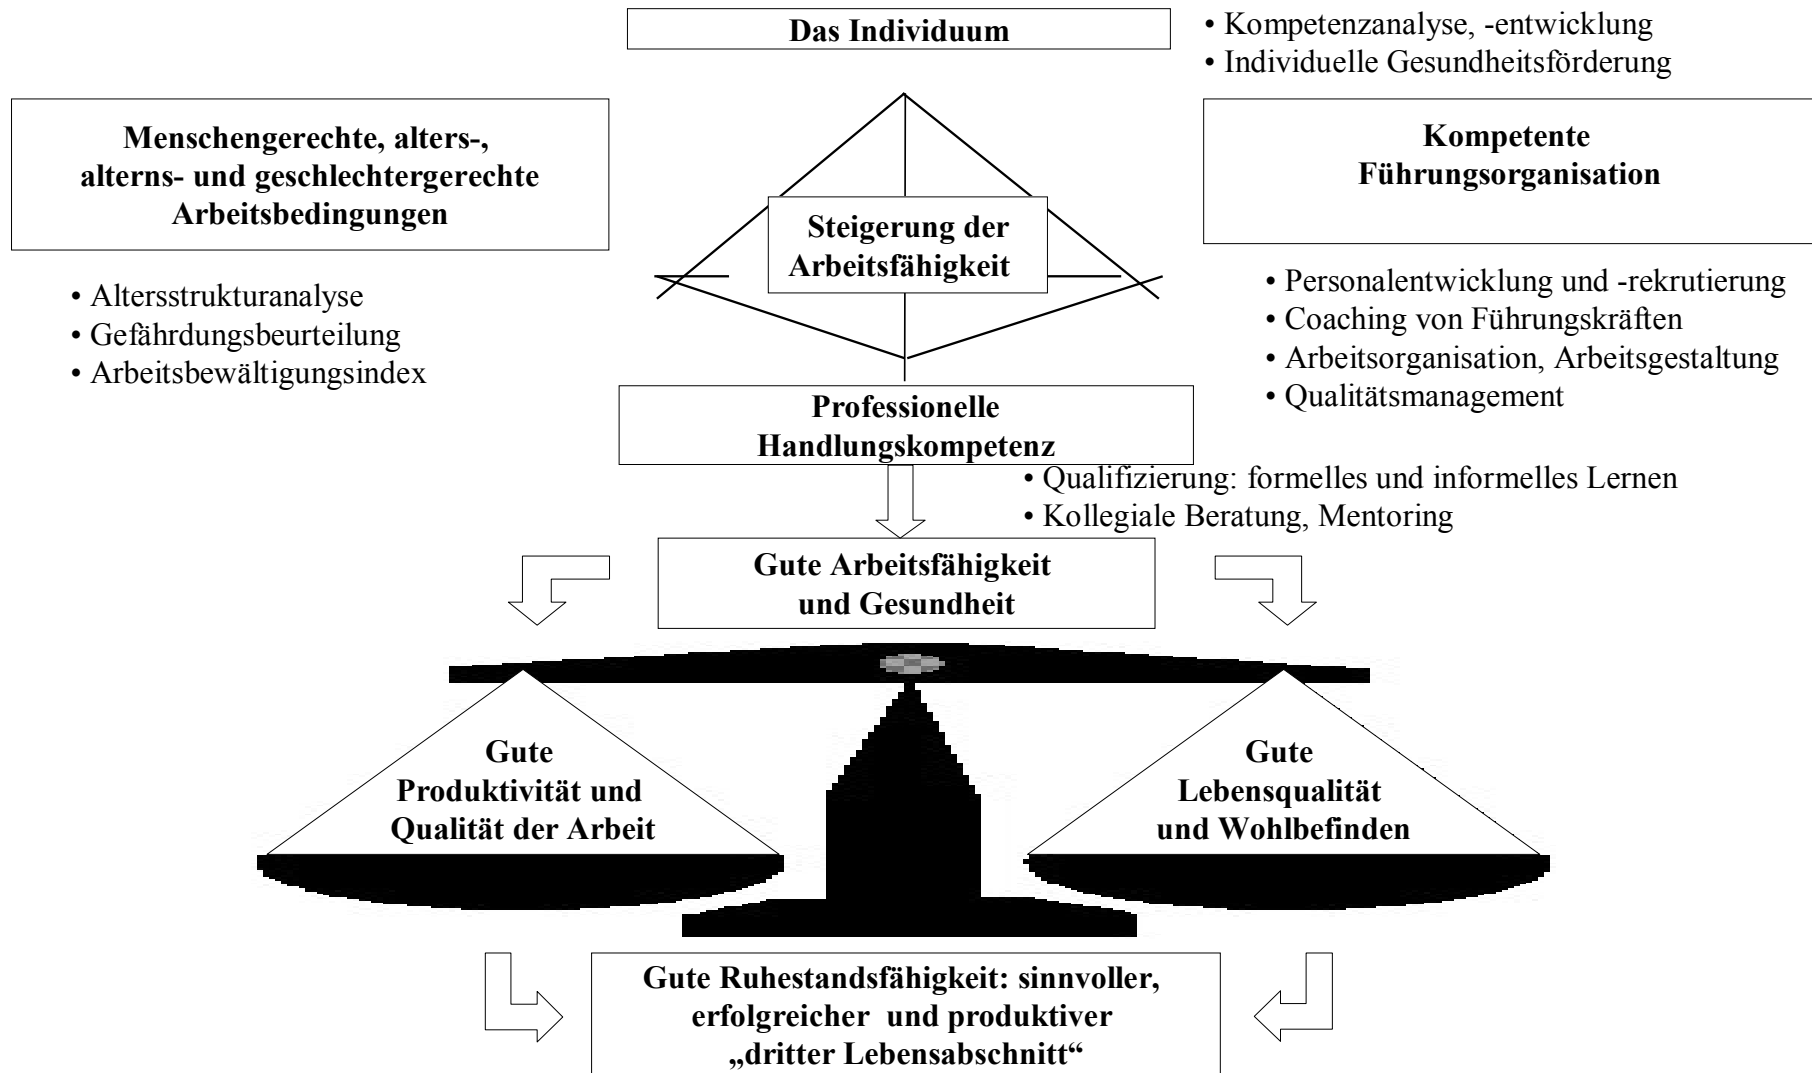 Das Individuum
• Kompetenzanalyse, -entwicklung
• Individuelle Gesundheitsförderung
Menschengerechte, alters-,
alterns- und geschlechtergerechte
Arbeitsbedingungen
Kompetente
Führungsorganisation
Steigerung der
Arbeitsfähigkeit
• Altersstrukturanalyse
• Gefährdungsbeurteilung
• Arbeitsbewältigungsindex
• Personalentwicklung und -rekrutierung
• Coaching von Führungskräften
• Arbeitsorganisation, Arbeitsgestaltung
• Qualitätsmanagement
Professionelle
Handlungskompetenz
• Qualifizierung: formelles und informelles Lernen
• Kollegiale Beratung, Mentoring
Gute Arbeitsfähigkeit
und Gesundheit
Gute
Produktivität und
Qualität der Arbeit
Gute
Lebensqualität
und Wohlbefinden
Gute Ruhestandsfähigkeit: sinnvoller,
erfolgreicher und produktiver
„dritter Lebensabschnitt“